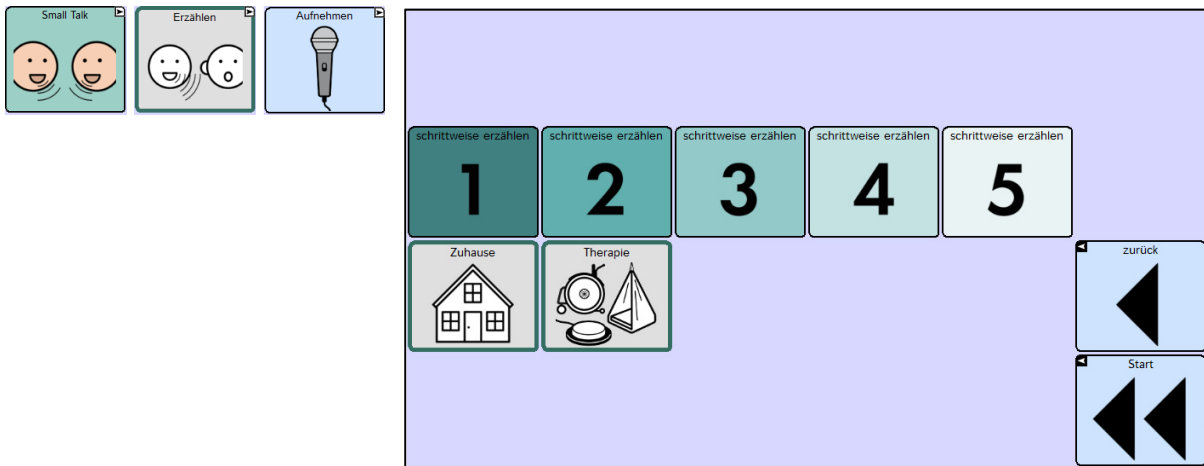 Small Talk
Erzählen
Aufnehmen
schrittweise erzählen
1
schrittweise erzählen
2
schrittweise erzählen
3
schrittweise erzählen
4
schrittweise erzählen
5
Zuhause
Therapie
zurück
Start